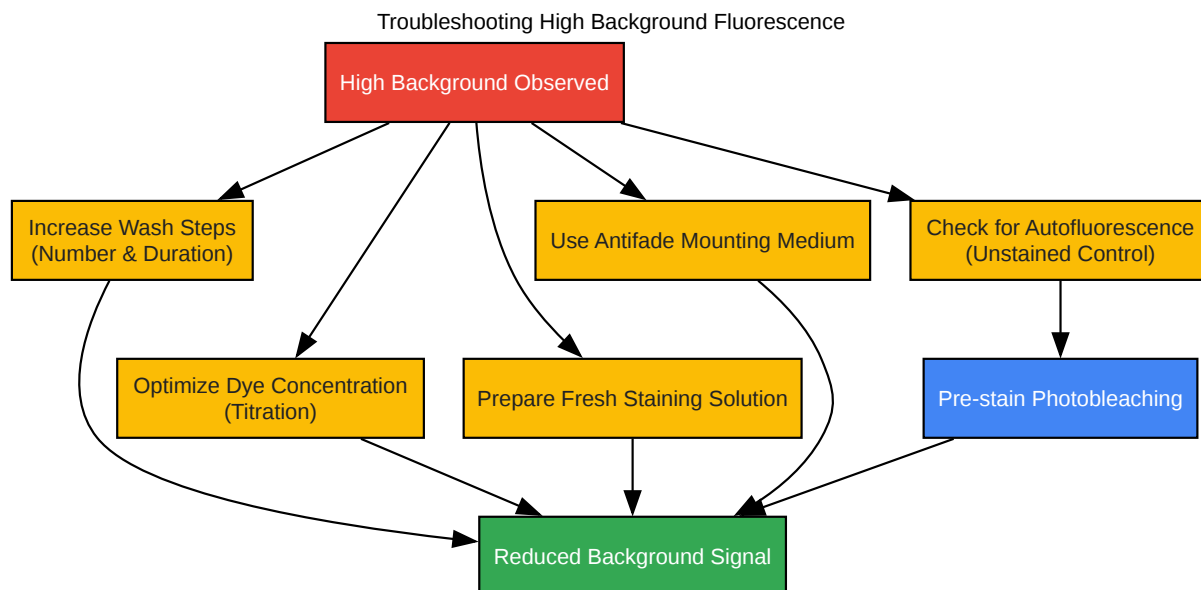 Troubleshooting High Background Fluorescence
High Background Observed
Increase Wash Steps
(Number & Duration)
Use Antifade Mounting Medium
Check for Autofluorescence
(Unstained Control)
Optimize Dye Concentration
(Titration)
Prepare Fresh Staining Solution
Pre-stain Photobleaching
Reduced Background Signal